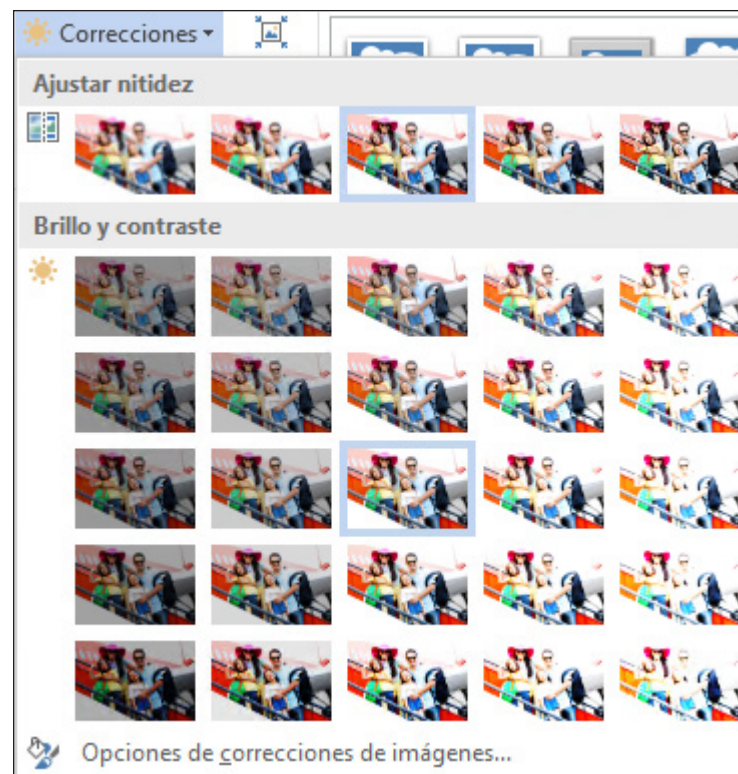 Correcciones
Ajustar nitidez
Brillo y contraste
Opciones de correcciones de imágenes...